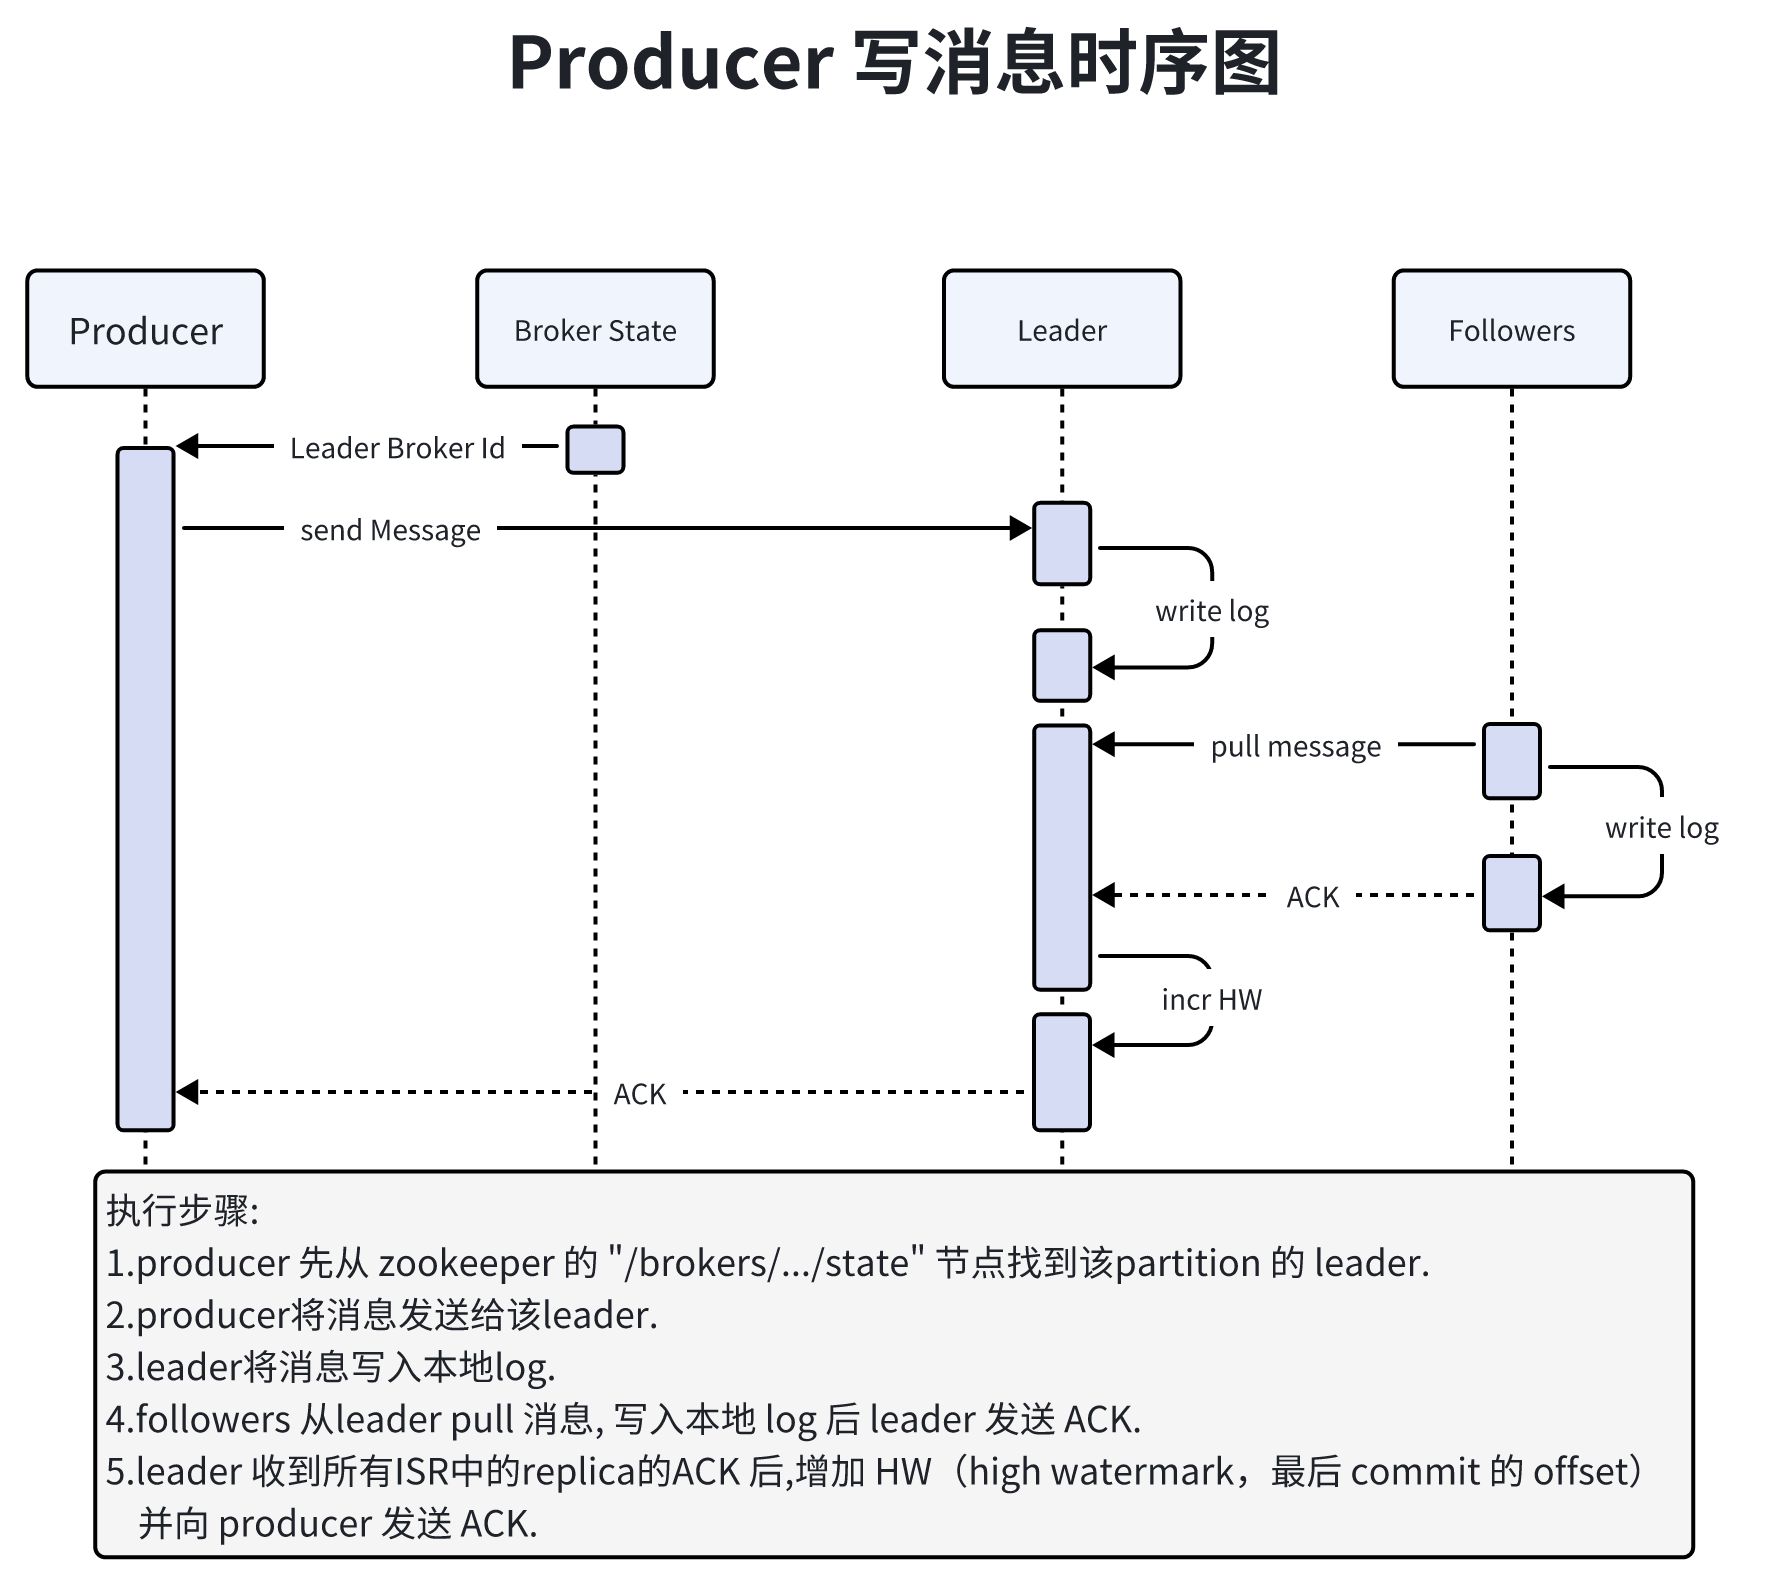 Producer 写消息时序图
Producer
Broker State
Leader
Followers
Leader Broker Id
send Message
write log
pull message
write log
ACK
incr HW
ACK
执行步骤:
1.producer 先从 zookeeper 的 "/brokers/.../state" 节点找到该partition 的 leader.
2.producer将消息发送给该leader.
3.leader将消息写入本地log.
4.followers 从leader pull 消息, 写入本地 log 后 leader 发送 ACK.
5.leader 收到所有ISR中的replica的ACK 后,增加 HW（high watermark，最后 commit 的 offset）
并向 producer 发送 ACK.